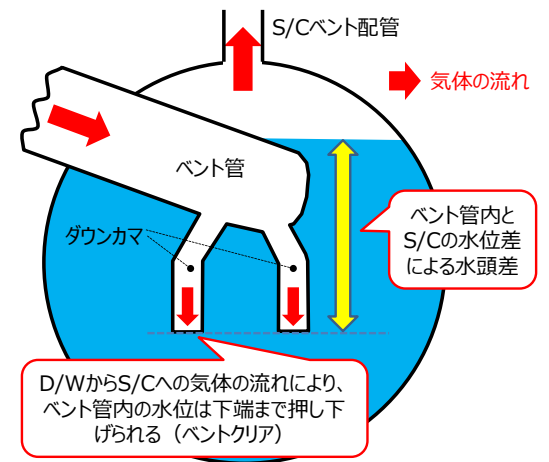 S/Cベント配管
気体の流れ
ベント管
ダウンカマ
ベント管内と
S/Cの水位差
による水頭差
D/WからS/Cへの気体の流れにより、
ベント管内の水位は下端まで押し下
げられる（ベントクリア）